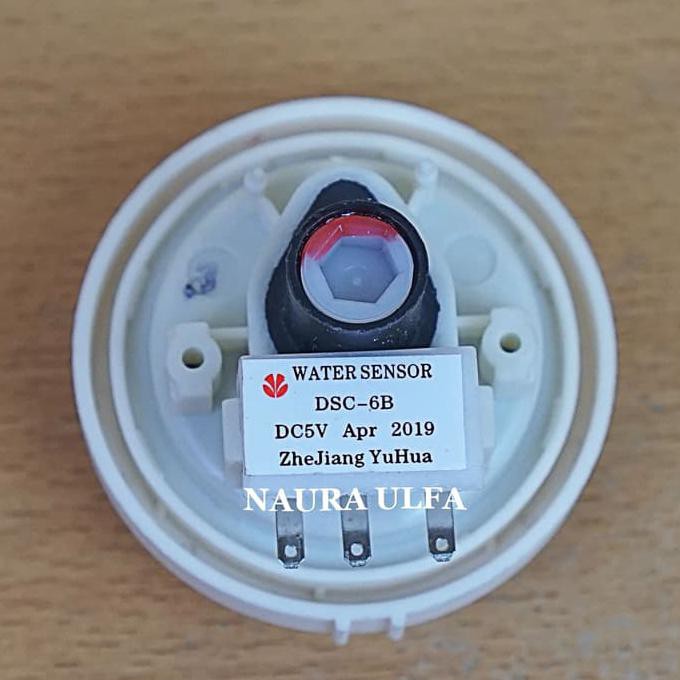 WATER SENSOR
DSC-6B
DC5V Apr 2019
ZheJiang YuHua
NAURA ULFA